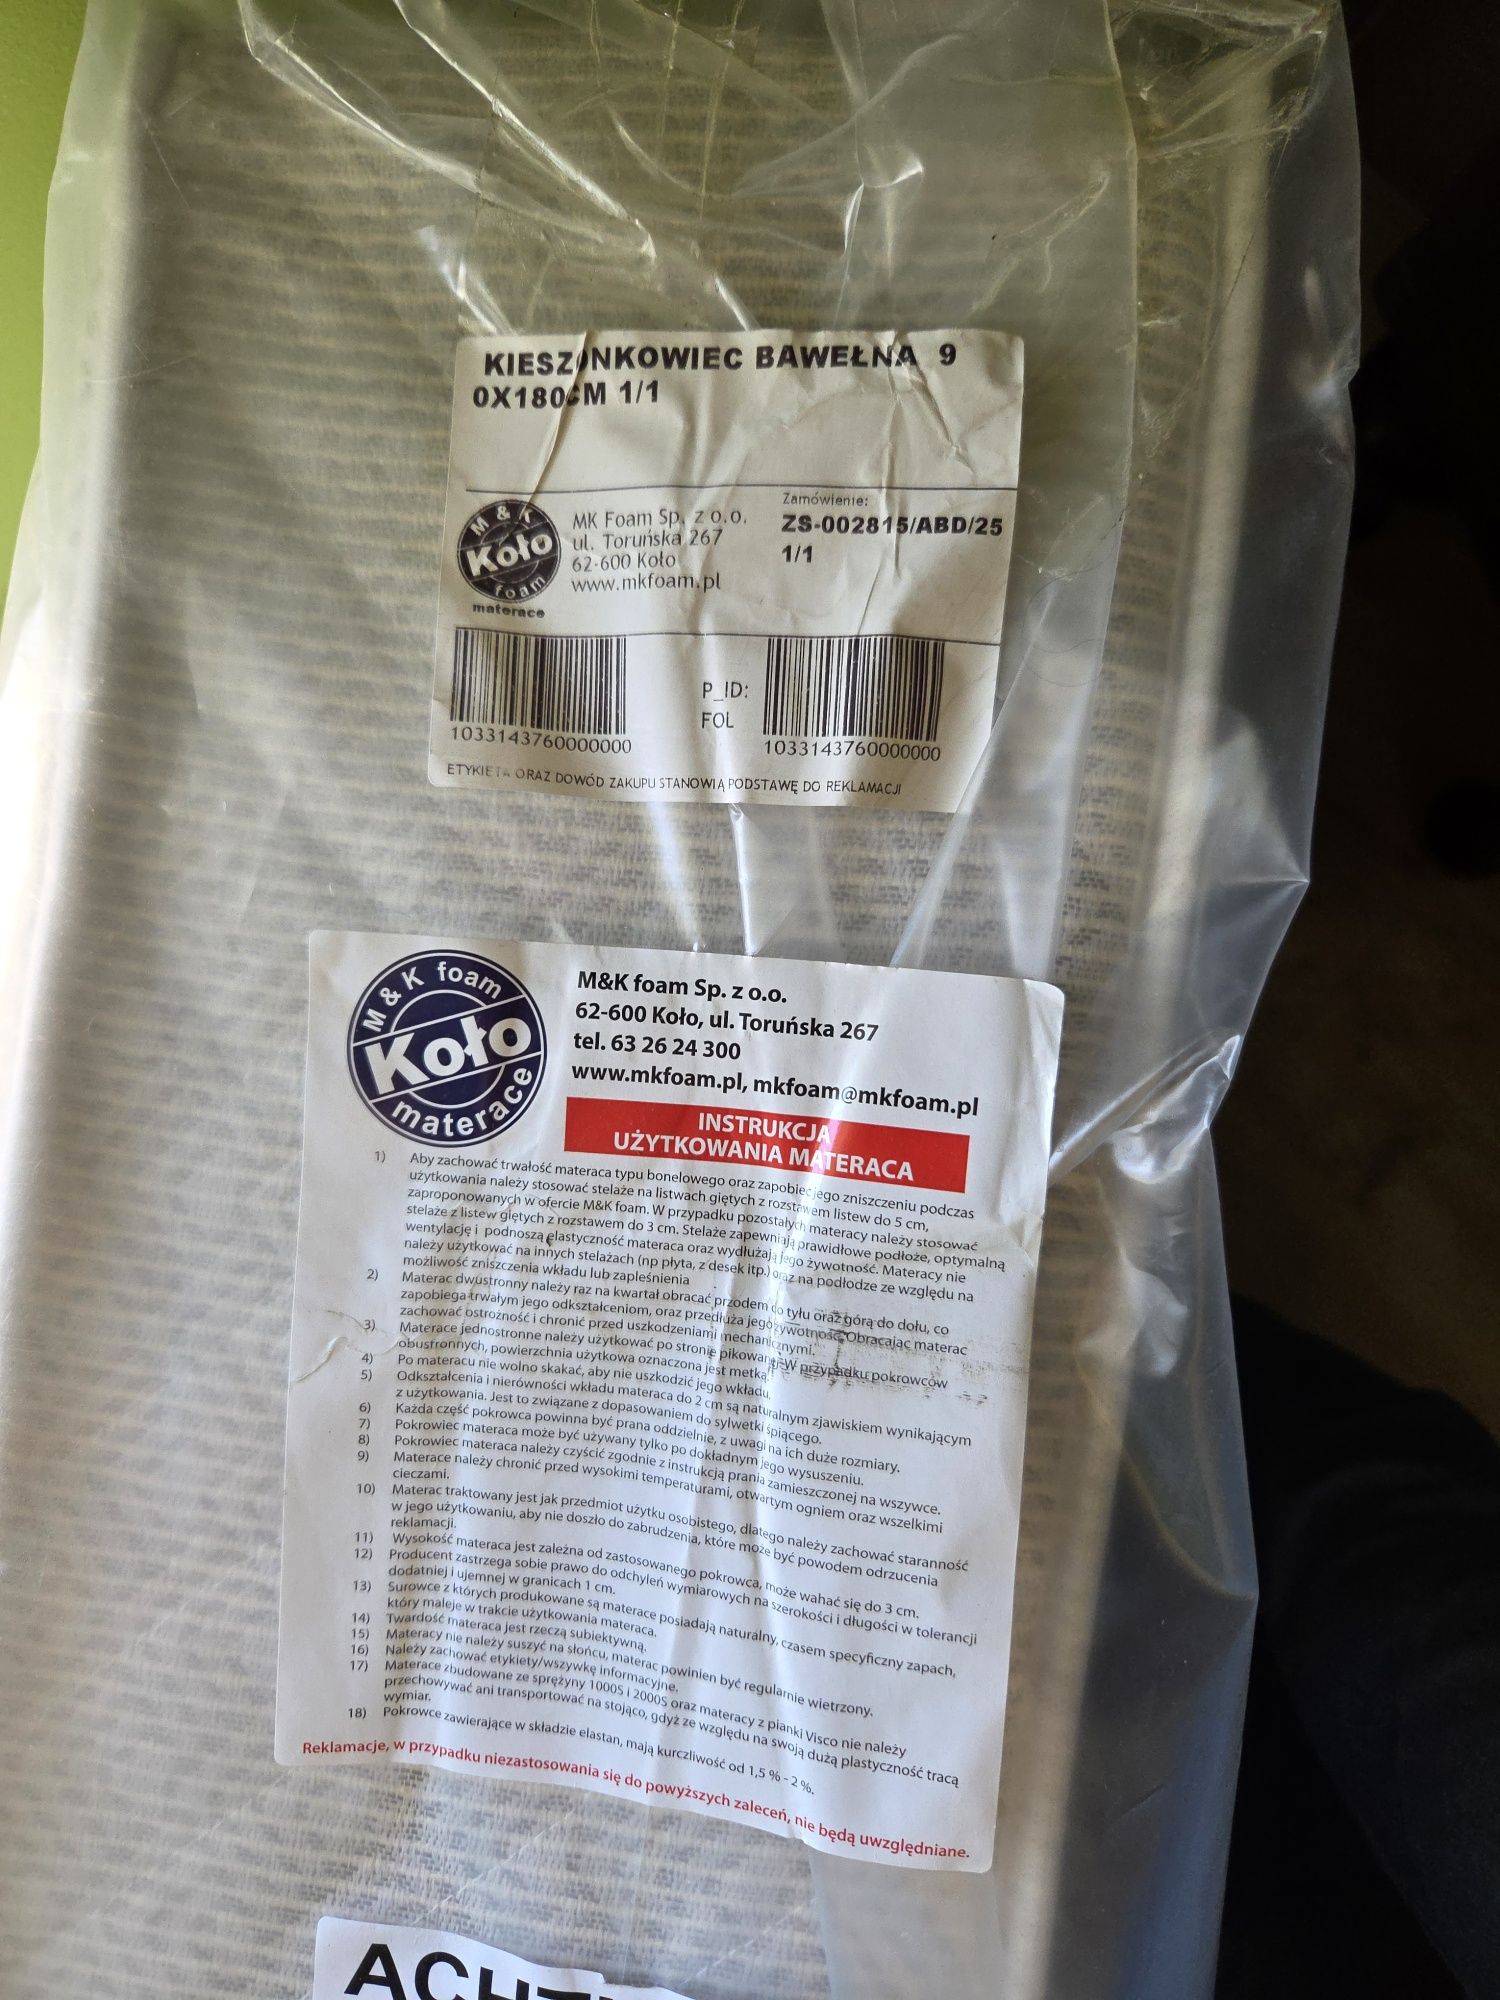 KIESZONKOWIEC BAWEŁNA 9
0X180CM 1/1
M & K
Koło
foam
materace
MK Foam Sp. z o.o.
ul. Toruńska 267
62-600 Koło
www.mkfoam.pl
Zamówienie:
ZS-002815/ABD/25
1/1
1033143760000000
P_ID:
FOL
1033143760000000
ETYKIETA ORAZ DOWÓD ZAKUPU STANOWIĄ PODSTAWĘ DO REKLAMACJI
M & K foam
Koło
materace
M&K foam Sp. z o.o.
62-600 Koło, ul. Toruńska 267
tel. 63 26 24 300
www.mkfoam.pl, mkfoam@mkfoam.pl
INSTRUKCJA
UŻYTKOWANIA MATERACA
1) Aby zachować trwałość materaca typu bonelowego oraz zapobiec jego zniszczeniu podczas
użytkowania należy stosować stelaże na listwach giętych z rozstawem listew do 5 cm,
zaproponowanych w ofercie M&K foam. W przypadku pozostałych materacy należy stosować
stelaże z listew giętych z rozstawem do 3 cm. Stelaże zapewniają prawidłowe podłoże, optymalną
wentylację i podnoszą elastyczność materaca oraz wydłużają jego żywotność. Materacy nie
należy użytkować na innych stelażach (np płyta, z desek itp.) oraz na podłodze ze względu na
możliwość zniszczenia wkładu lub zapleśnienia
2) Materac dwustronny należy raz na kwartał obracać przodem do tyłu oraz górą do dołu, co
zapobiega trwałym jego odkształceniom, oraz przedłuża jego żywotność. Obracając materac
zachować ostrożność i chronić przed uszkodzeniami mechanicznymi.
3) Materace jednostronne należy użytkować po stronie pikowanej. W przypadku pokrowców
obustronnych, powierzchnia użytkowa oznaczona jest metką.
4) Po materacu nie wolno skakać, aby nie uszkodzić jego wkładu.
5) Odkształcenia i nierówności wkładu materaca do 2 cm są naturalnym zjawiskiem wynikającym
z użytkowania. Jest to związane z dopasowaniem do sylwetki śpiącego.
6) Każda część pokrowca powinna być prana oddzielnie, z uwagi na ich duże rozmiary.
7) Pokrowiec materaca może być używany tylko po dokładnym jego wysuszeniu.
8) Pokrowiec materaca należy czyścić zgodnie z instrukcją prania zamieszczonej na wszywce.
9) Materace należy chronić przed wysokimi temperaturami, otwartym ogniem oraz wszelkimi
cieczami.
10) Materac traktowany jest jak przedmiot użytku osobistego, dlatego należy zachować staranność
w jego użytkowaniu, aby nie doszło do zabrudzenia, które może być powodem odrzucenia
reklamacji.
11) Wysokość materaca jest zależna od zastosowanego pokrowca, może wahać się do 3 cm.
12) Producent zastrzega sobie prawo do odchyleń wymiarowych na szerokości i długości w tolerancji
dodatniej i ujemnej w granicach 1 cm.
13) Surowce z których produkowane są materace posiadają naturalny, czasem specyficzny zapach,
który maleje w trakcie użytkowania materaca.
14) Twardość materaca jest rzeczą subiektywną.
15) Materacy nie należy suszyć na słońcu, materac powinien być regularnie wietrzony.
16) Należy zachować etykiety/wszywkę informacyjne.
17) Materace zbudowane ze sprężyny 1000S i 2000S oraz materacy z pianki Visco nie należy
przechowywać ani transportować na stojąco, gdyż ze względu na swoją dużą plastyczność tracą
wymiar.
18) Pokrowce zawierające w składzie elastan, mają kurczliwość od 1,5 % - 2 %.
Reklamacje, w przypadku niezastosowania się do powyższych zaleceń, nie będą uwzględniane.